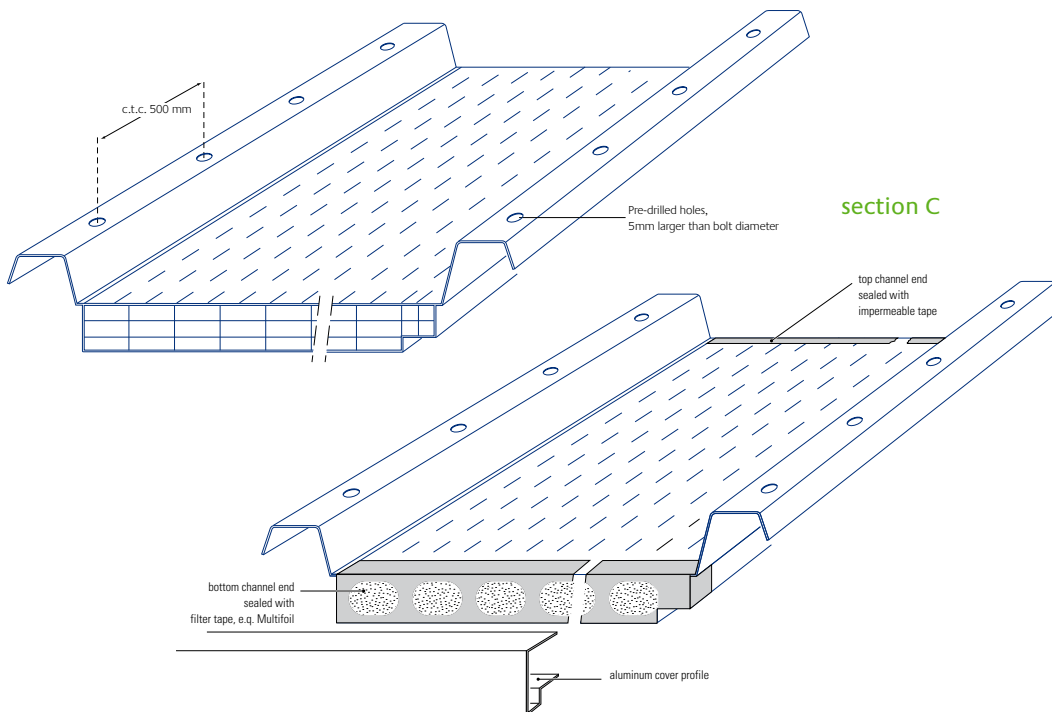 c.t.c. 500 mm
Pre-drilled holes,
5mm larger than bolt diameter
section C
top channel end
sealed with
impermeable tape
bottom channel end
sealed with
filter tape, e.q. Multifoil
aluminum cover profile